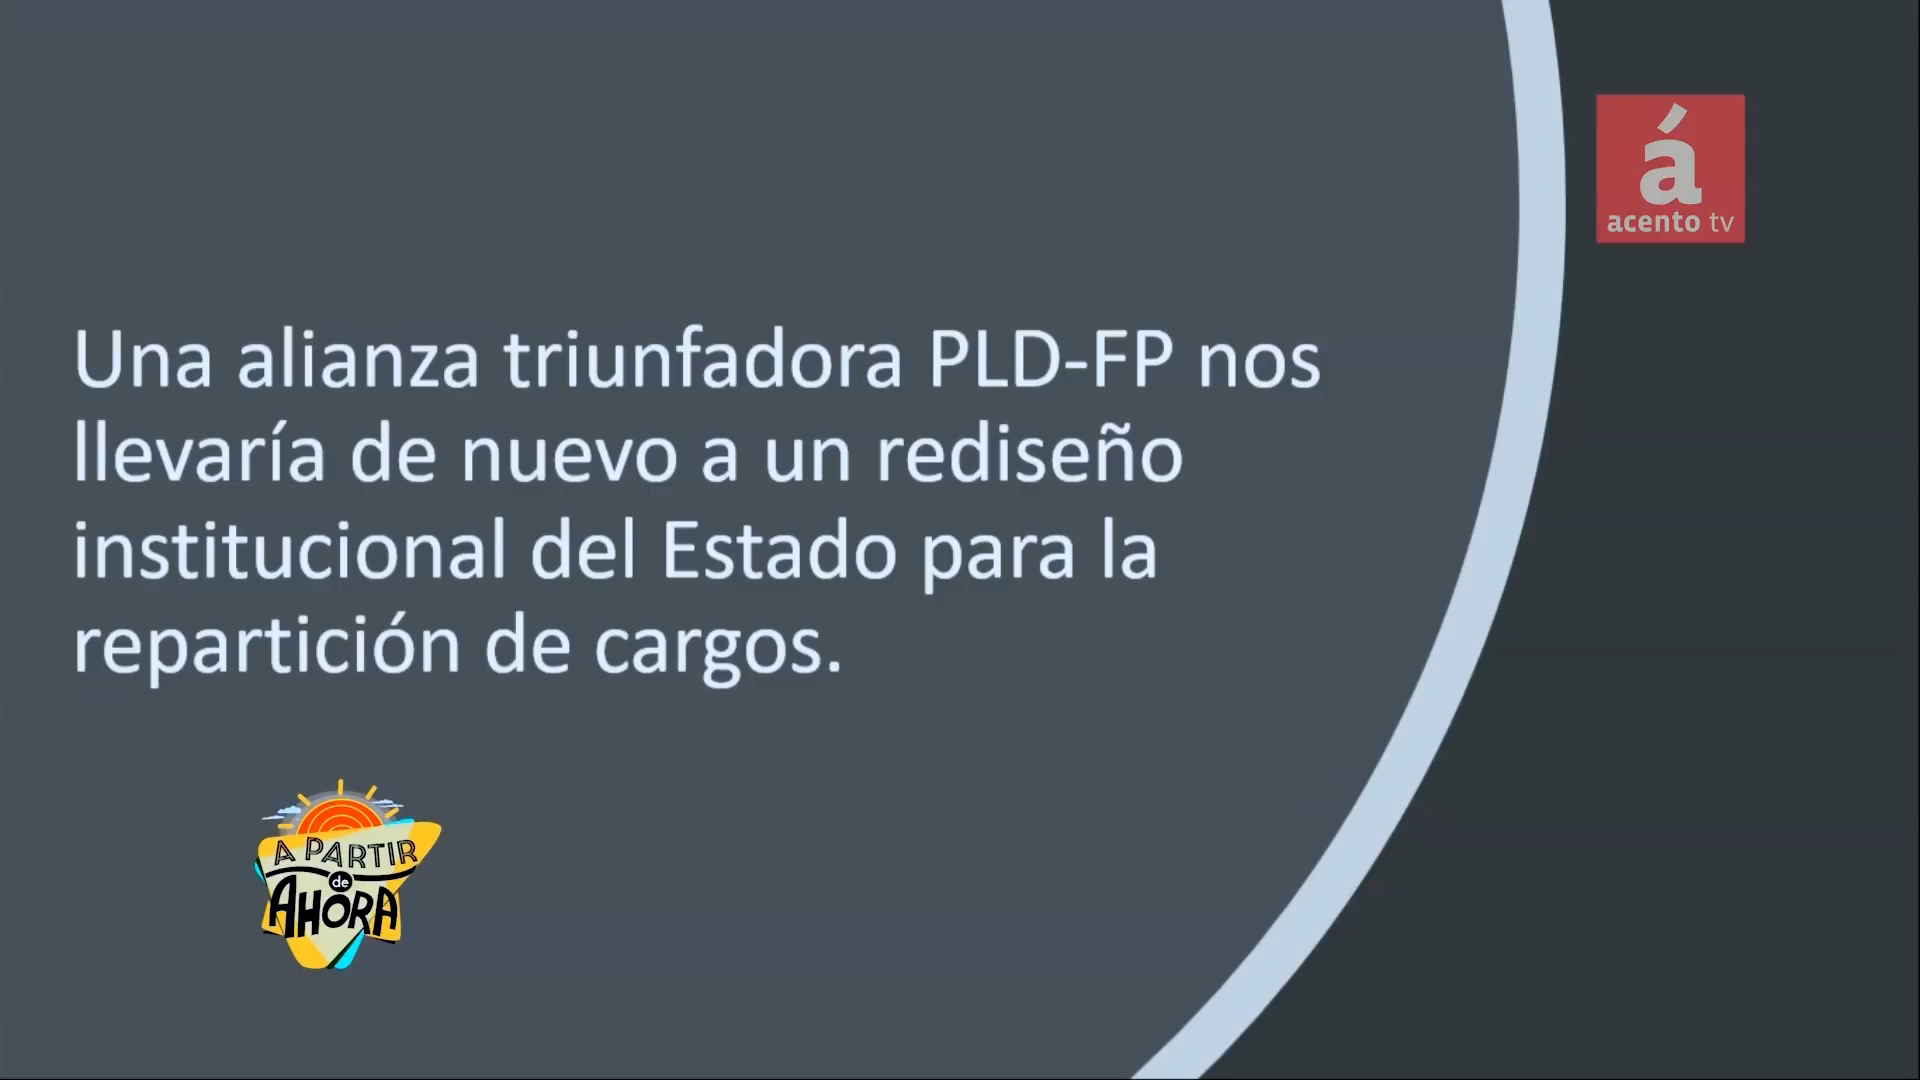 á
acento tv
Una alianza triunfadora PLD-FP nos
llevaría de nuevo a un rediseño
institucional del Estado para la
repartición de cargos.
A PARTIR
de
AHORA